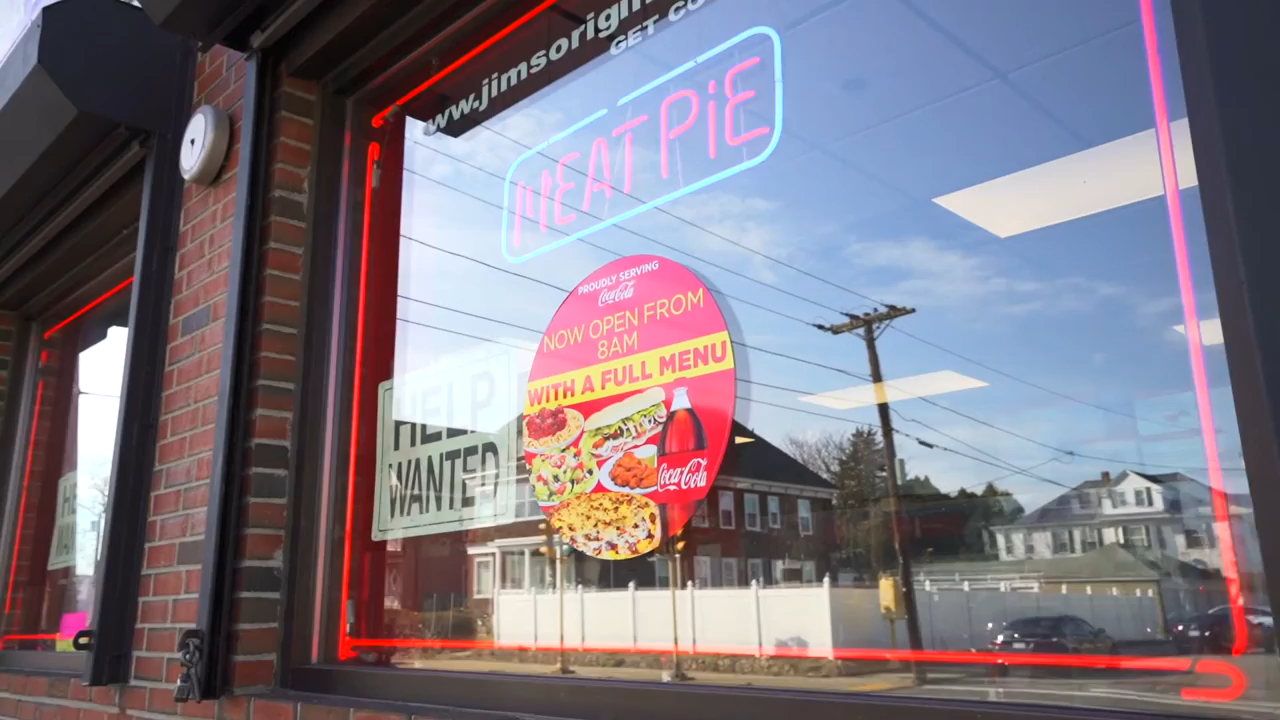 www.jimsorigin
GET CO
MEAT PiE
PROUDLY SERVING
Coca-Cola
NOW OPEN FROM
8AM
WITH A FULL MENU
Coca-Cola
HELP
WANTED